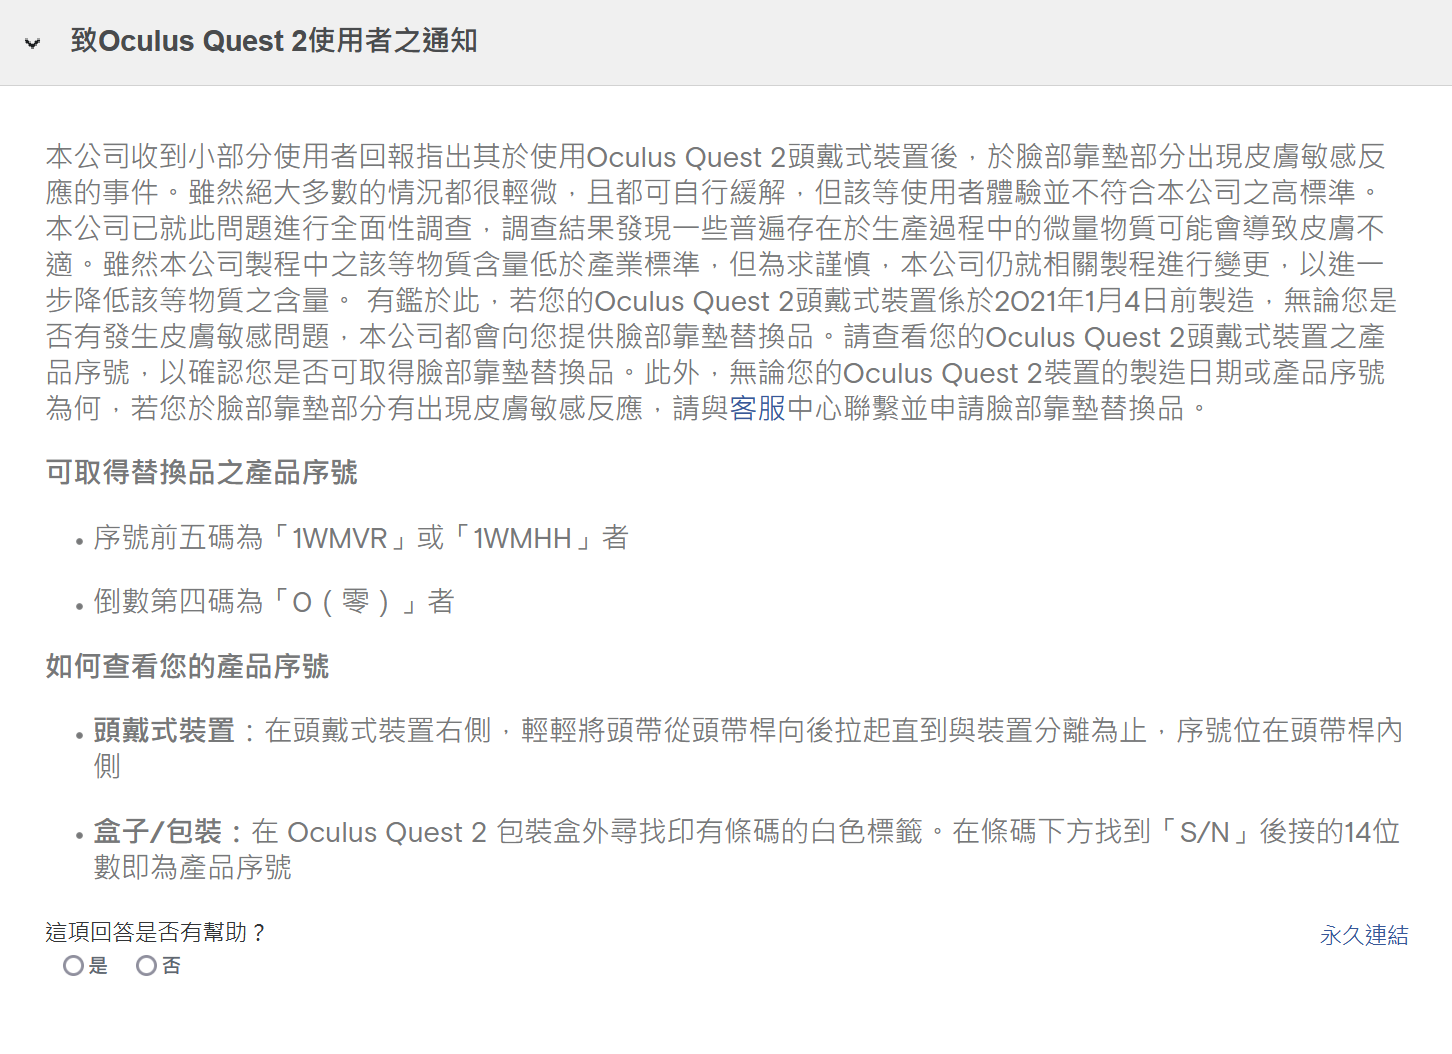 致Oculus Quest 2使用者之通知
本公司收到小部分使用者回報指出其於使用Oculus Quest 2頭戴式裝置後，於臉部靠墊部分出現皮膚敏感反
應的事件。雖然絕大多數的情況都很輕微，且都可自行緩解，但該等使用者體驗並不符合本公司之高標準。
本公司已就此問題進行全面性調查，調查結果發現一些普遍存在於生產過程中的微量物質可能會導致皮膚不
適。雖然本公司製程中之該等物質含量低於產業標準，但為求謹慎，本公司仍就相關製程進行變更，以進一
步降低該等物質之含量。 有鑑於此，若您的Oculus Quest 2頭戴式裝置係於2021年1月4日前製造，無論您是
否有發生皮膚敏感問題，本公司都會向您提供臉部靠墊替換品。請查看您的Oculus Quest 2頭戴式裝置之產
品序號，以確認您是否可取得臉部靠墊替換品。此外，無論您的Oculus Quest 2裝置的製造日期或產品序號
為何，若您於臉部靠墊部分有出現皮膚敏感反應，請與客服中心聯繫並申請臉部靠墊替換品。
可取得替換品之產品序號
• 序號前五碼為「1WMVR」或「1WMHH」者
• 倒數第四碼為「0（零）」者
如何查看您的產品序號
• 頭戴式裝置：在頭戴式裝置右側，輕輕將頭帶從頭帶桿向後拉起直到與裝置分離為止，序號位在頭帶桿內
側
• 盒子/包裝：在 Oculus Quest 2 包裝盒外尋找印有條碼的白色標籤。在條碼下方找到「S/N」後接的14位
數即為產品序號
這項回答是否有幫助？
永久連結
是 否